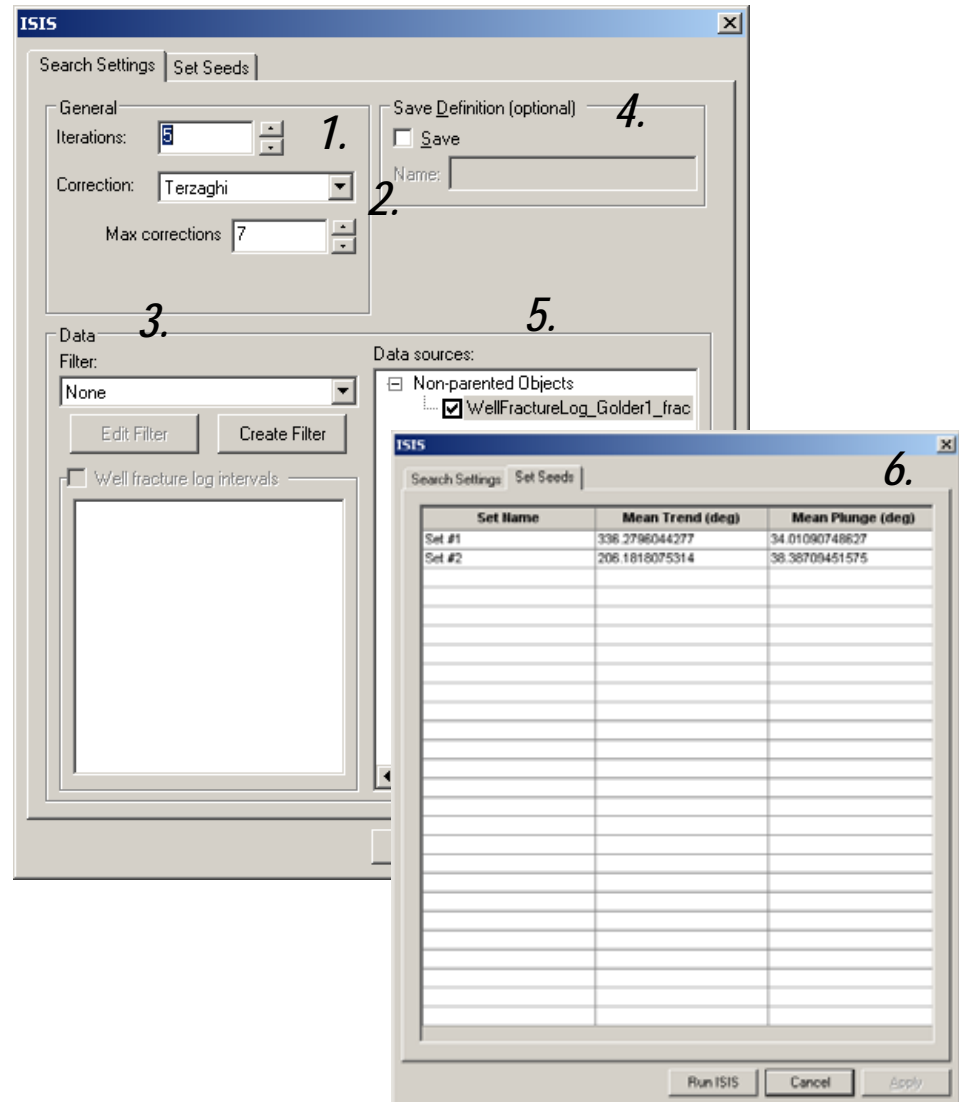 ISIS
Search Settings Set Seeds
General
Iterations: 5
1.
Correction: Terzaghi
2.
Max corrections 7
Save Definition (optional)
4.
Save
Name:
3.
Data
Filter:
None
Edit Filter Create Filter
Well fracture log intervals
5.
Data sources:
Non-parented Objects
WellFractureLog_Golder1_frac
ISIS
6.
Search Settings Set Seeds
Set Name Mean Trend (deg) Mean Plunge (deg)
Set #1 336.2796044277 34.01090748627
Set #2 206.1818075314 38.38709451575
Run ISIS Cancel Apply